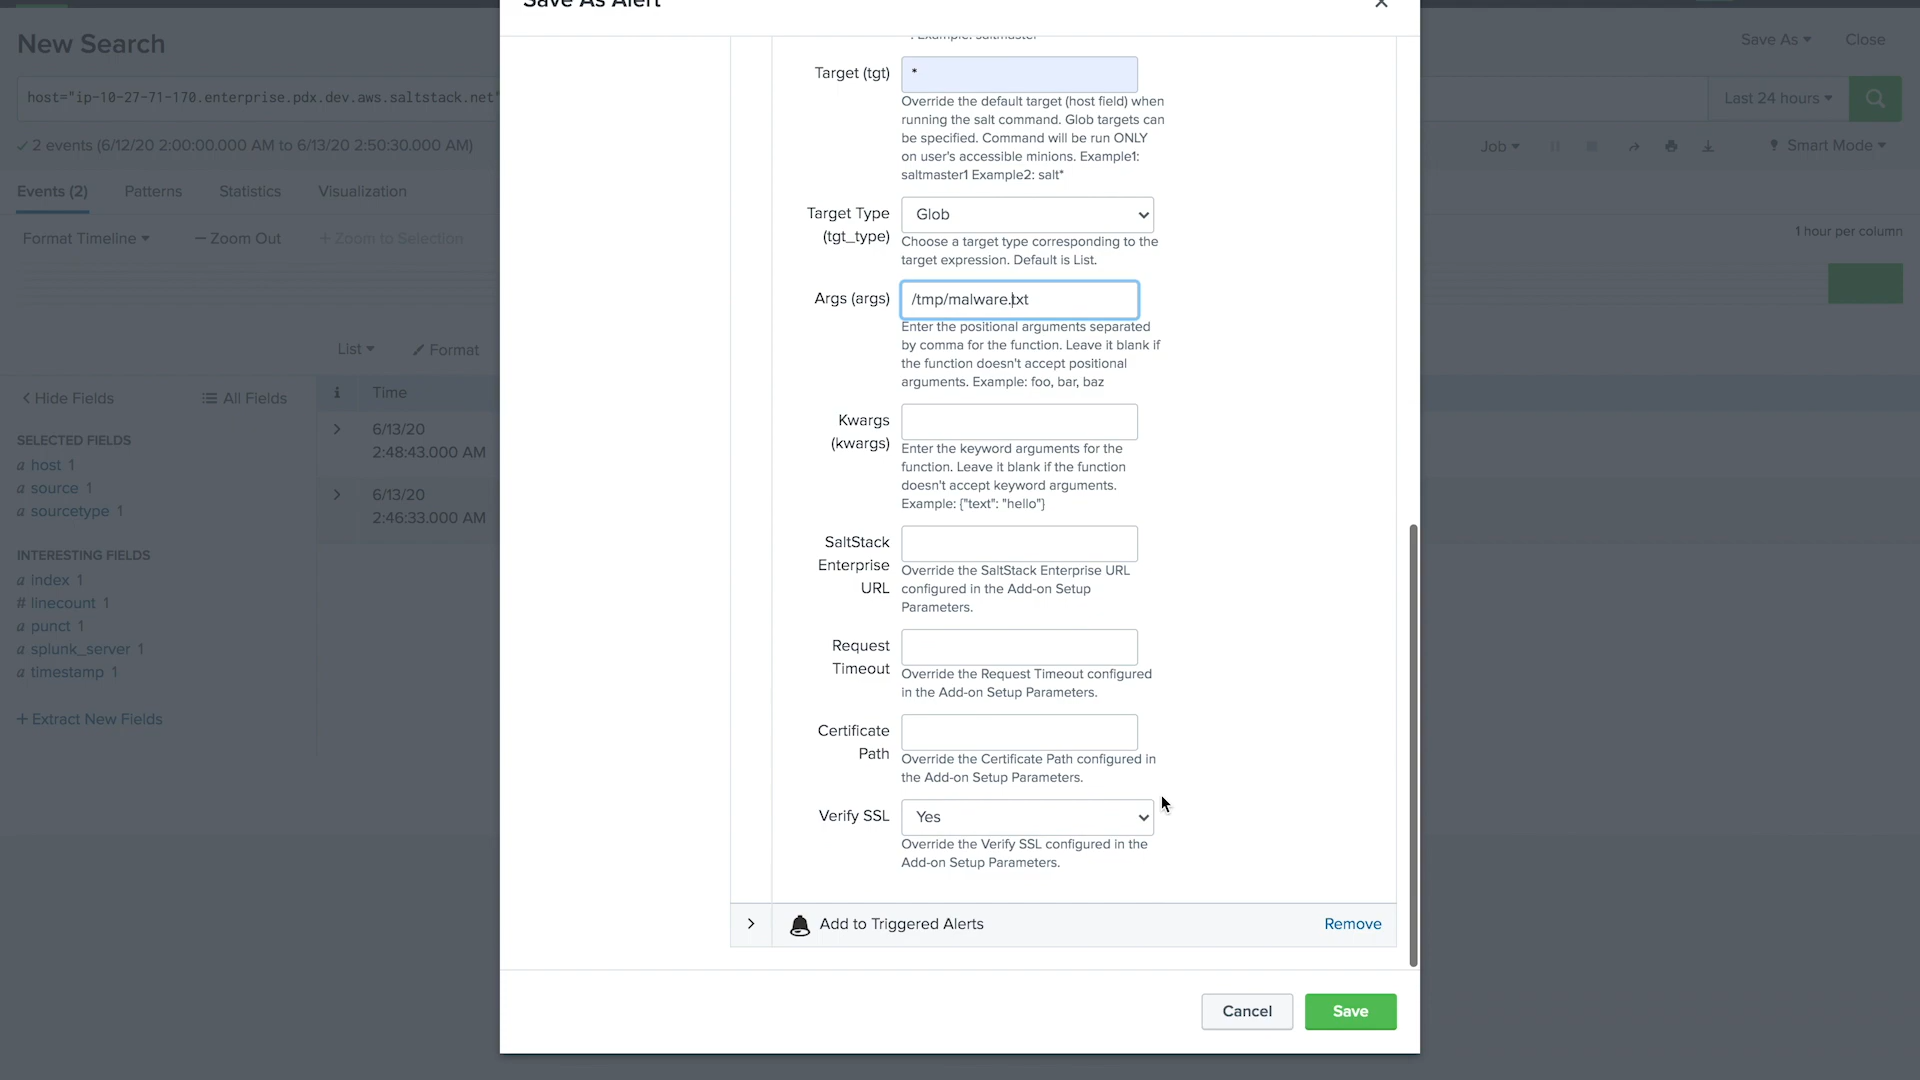 Save As Alert
New Search
Save As
Close
host="ip-10-27-71-170.enterprise.pdx.dev.aws.saltstack.net"
Last 24 hours
2 events (6/12/20 2:00:00.000 AM to 6/13/20 2:50:30.000 AM)
Job
Smart Mode
Events (2)
Patterns
Statistics
Visualization
Format Timeline
— Zoom Out
+ Zoom to Selection
1 hour per column
List
Format
Hide Fields
All Fields
i
Time
SELECTED FIELDS
a host 1
a source 1
a sourcetype 1
6/13/20
2:48:43.000 AM
6/13/20
2:46:33.000 AM
INTERESTING FIELDS
a index 1
# linecount 1
a punct 1
a splunk_server 1
a timestamp 1
+ Extract New Fields
Example: saltmaster
Target (tgt)
*
Override the default target (host field) when
running the salt command. Glob targets can
be specified. Command will be run ONLY
on user's accessible minions. Example1:
saltmaster1 Example2: salt*
Target Type
(tgt_type)
Glob
Choose a target type corresponding to the
target expression. Default is List.
Args (args)
/tmp/malware.txt
Enter the positional arguments separated
by comma for the function. Leave it blank if
the function doesn't accept positional
arguments. Example: foo, bar, baz
Kwargs
(kwargs)
Enter the keyword arguments for the
function. Leave it blank if the function
doesn't accept keyword arguments.
Example: {"text": "hello"}
SaltStack
Enterprise
URL
Override the SaltStack Enterprise URL
configured in the Add-on Setup
Parameters.
Request
Timeout
Override the Request Timeout configured
in the Add-on Setup Parameters.
Certificate
Path
Override the Certificate Path configured in
the Add-on Setup Parameters.
Verify SSL
Yes
Override the Verify SSL configured in the
Add-on Setup Parameters.
Add to Triggered Alerts
Remove
Cancel
Save